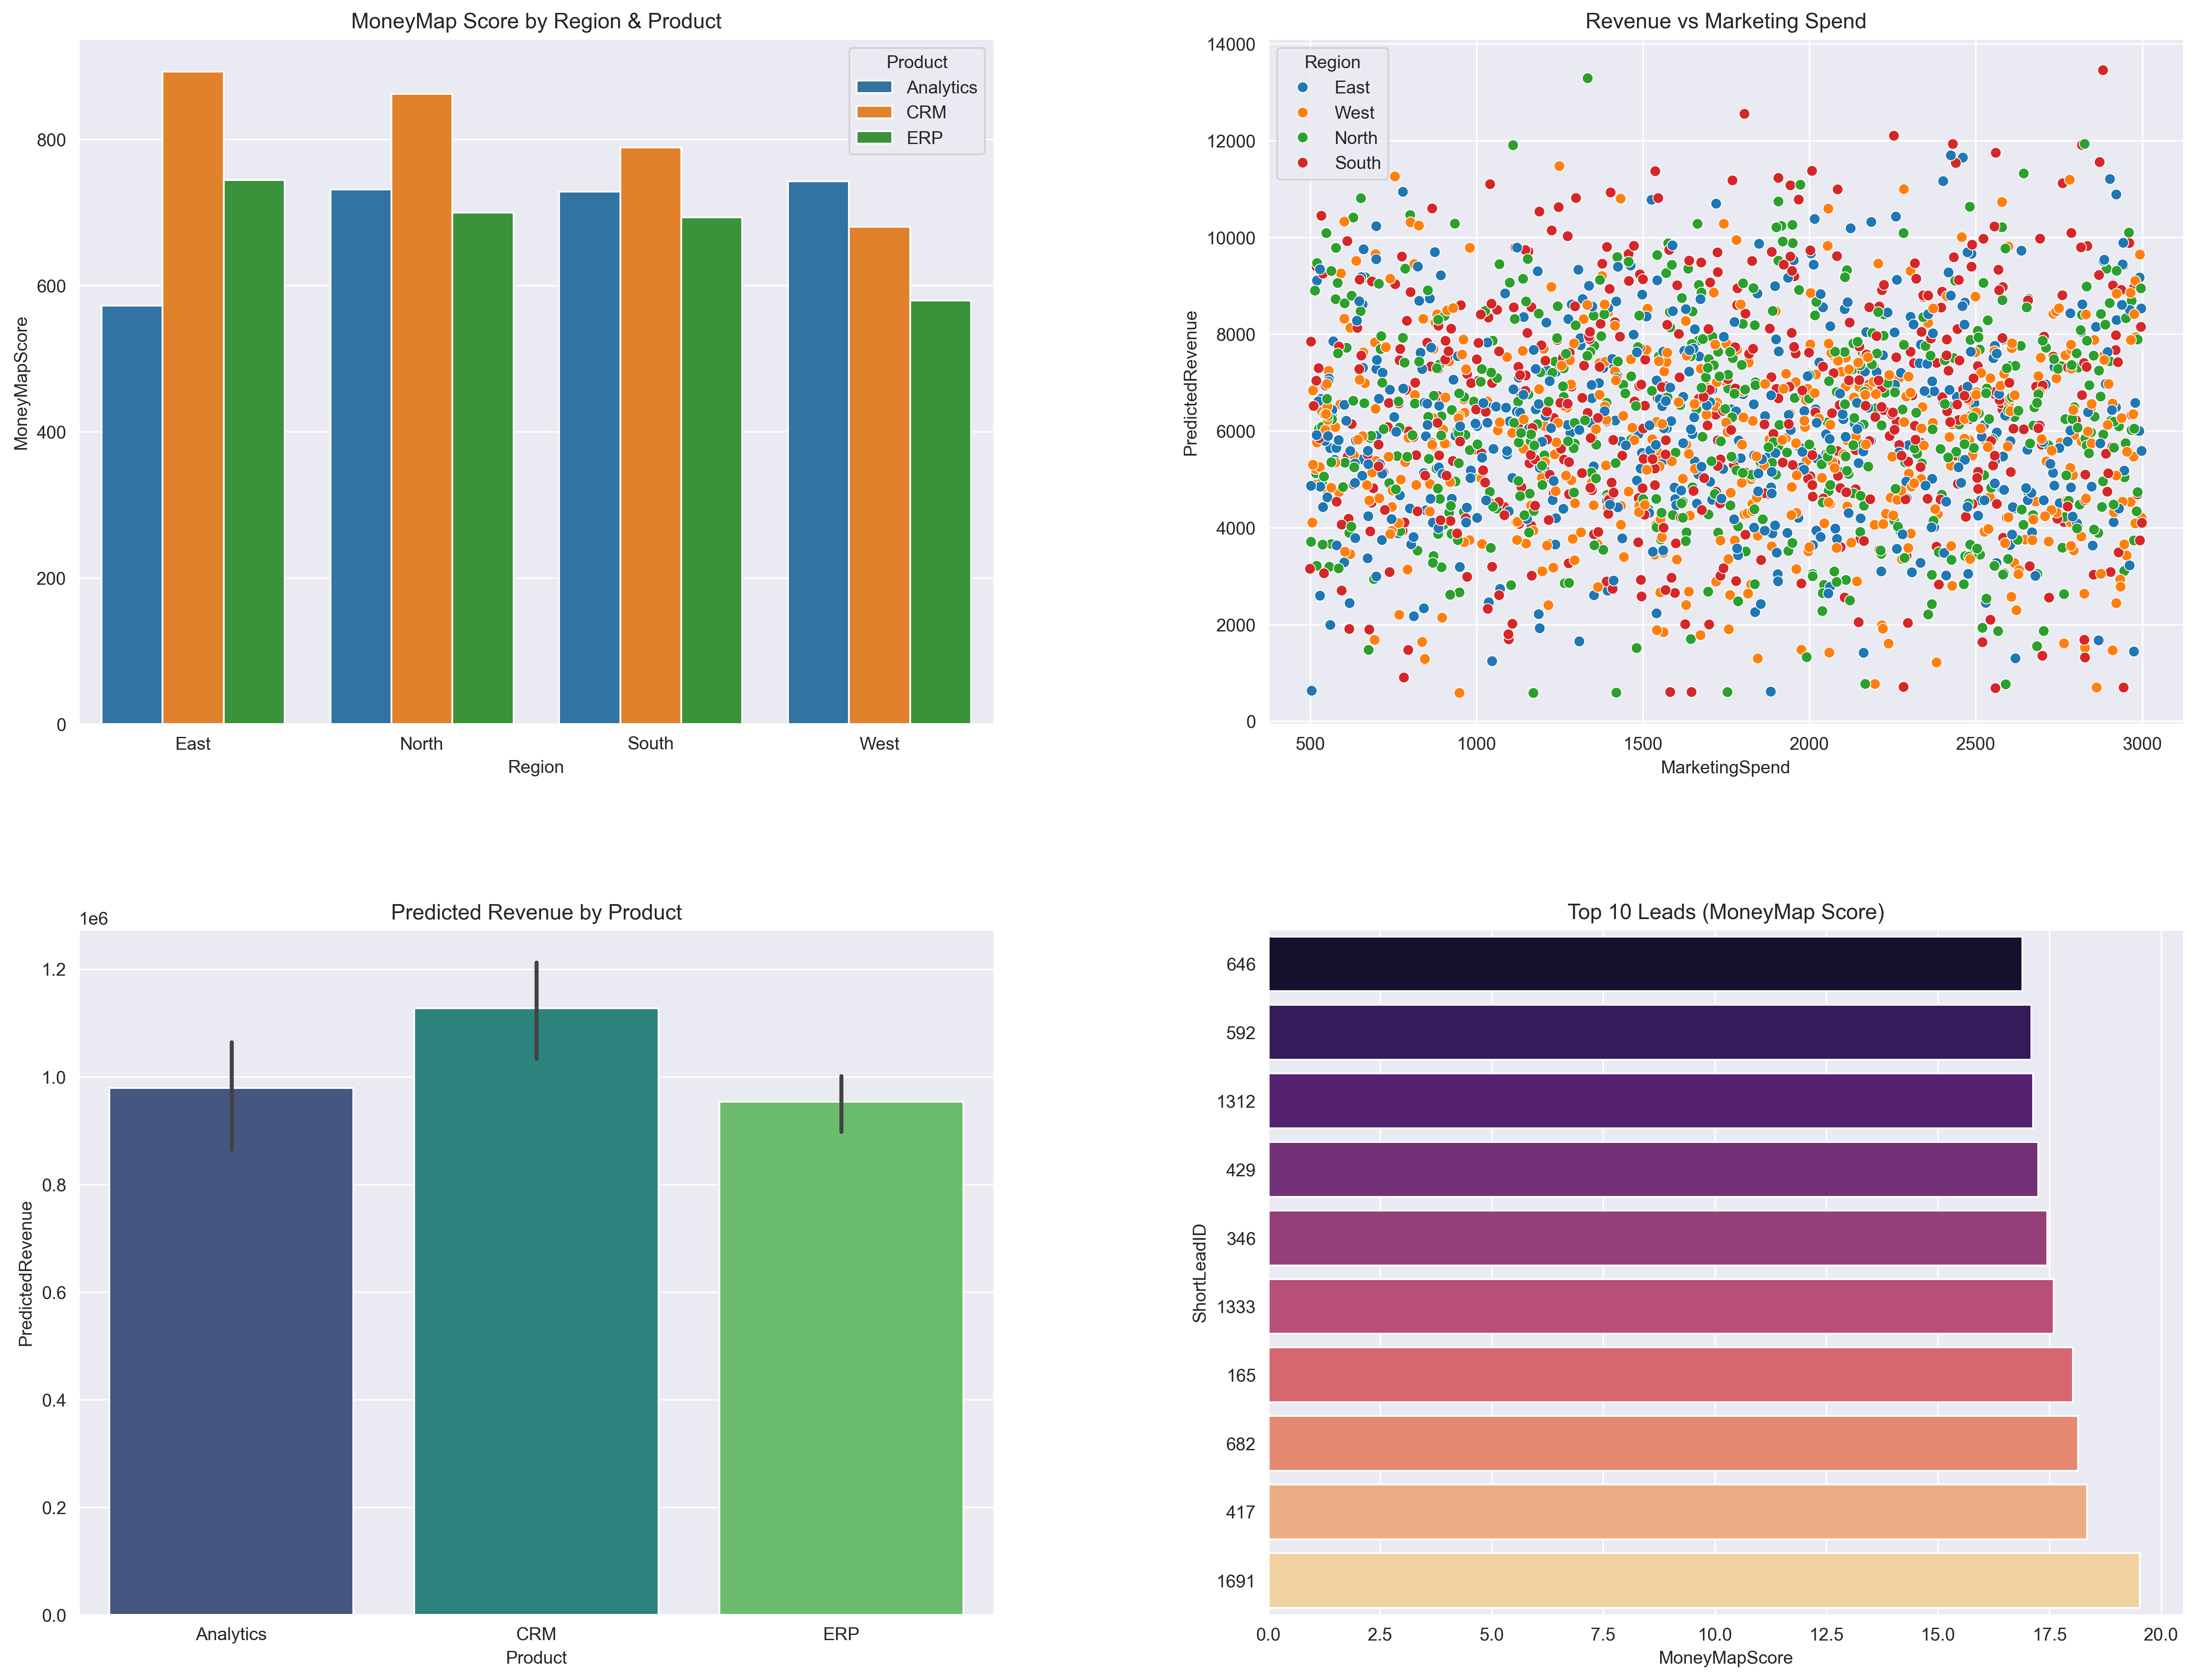 MoneyMap Score by Region & Product
Product
Analytics
CRM
ERP
800
600
400
200
0
MoneyMapScore
East
North
South
West
Region
Revenue vs Marketing Spend
Region
East
West
North
South
14000
12000
10000
8000
6000
4000
2000
0
PredictedRevenue
500
1000
1500
2000
2500
3000
MarketingSpend
Predicted Revenue by Product
1e6
1.2
1.0
0.8
0.6
0.4
0.2
0.0
PredictedRevenue
Analytics
CRM
ERP
Product
Top 10 Leads (MoneyMap Score)
646
592
1312
429
346
1333
165
682
417
1691
ShortLeadID
0.0
2.5
5.0
7.5
10.0
12.5
15.0
17.5
20.0
MoneyMapScore